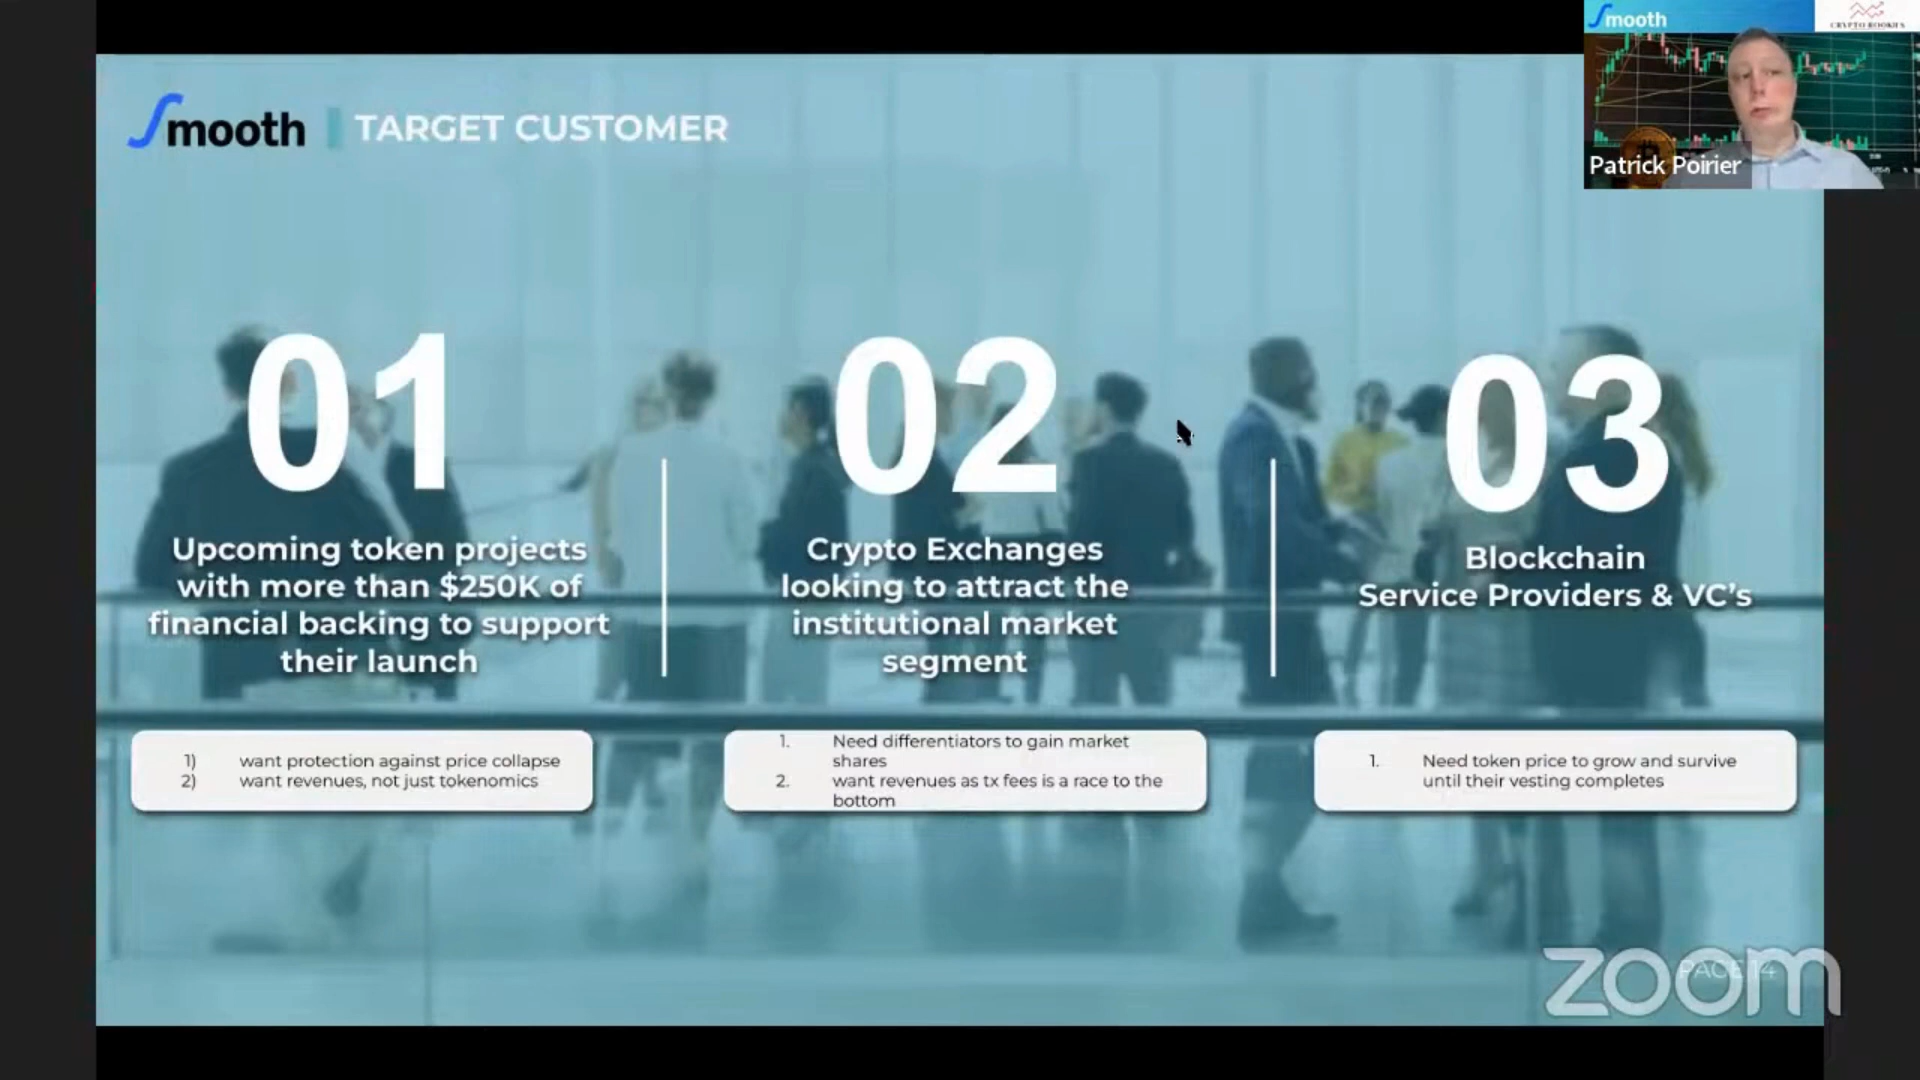 Smooth
CRYPTO ROOKIES
Patrick Poirier
Smooth | TARGET CUSTOMER
01
Upcoming token projects
with more than $250K of
financial backing to support
their launch
1) want protection against price collapse
2) want revenues, not just tokenomics
02
Crypto Exchanges
looking to attract the
institutional market
segment
1. Need differentiators to gain market
shares
2. want revenues as tx fees is a race to the
bottom
03
Blockchain
Service Providers & VC's
1. Need token price to grow and survive
until their vesting completes
PAGE 14
zoom